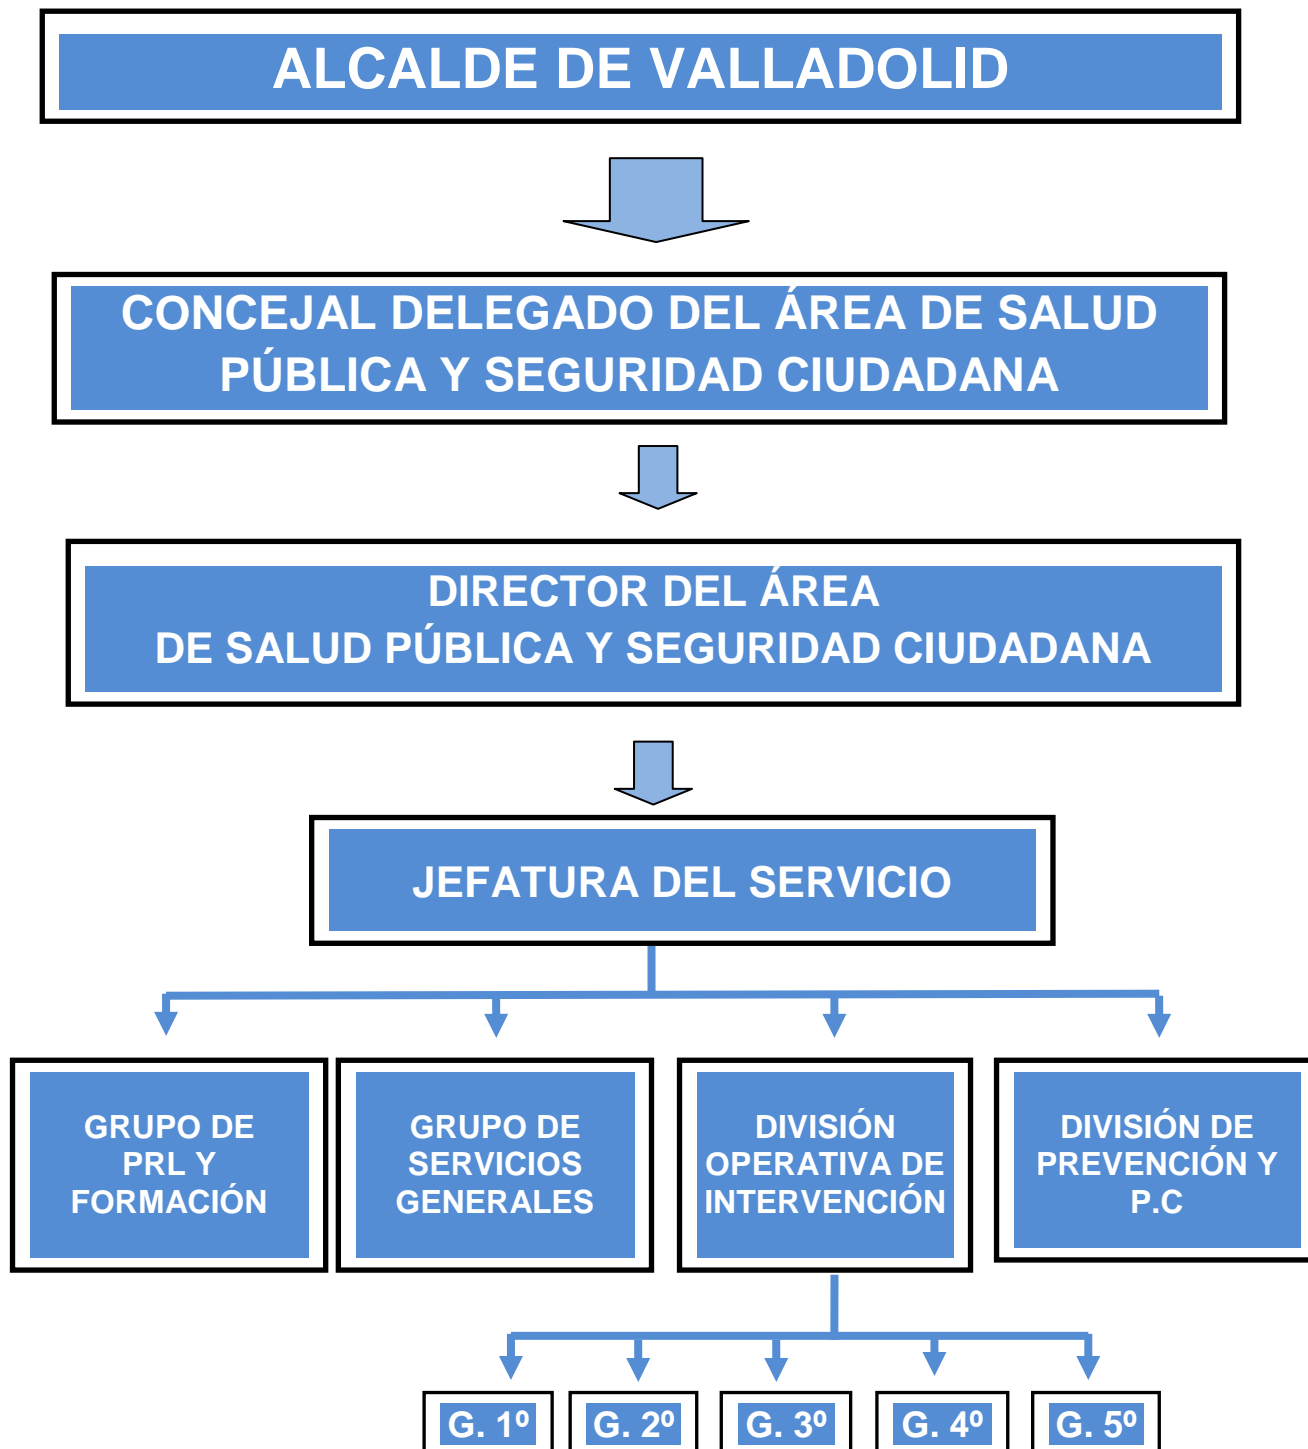 ALCALDE DE VALLADOLID
CONCEJAL DELEGADO DEL ÁREA DE SALUD
PÚBLICA Y SEGURIDAD CIUDADANA
DIRECTOR DEL ÁREA
DE SALUD PÚBLICA Y SEGURIDAD CIUDADANA
JEFATURA DEL SERVICIO
GRUPO DE
PRL Y
FORMACIÓN
GRUPO DE
SERVICIOS
GENERALES
DIVISIÓN
OPERATIVA DE
INTERVENCIÓN
DIVISIÓN DE
PREVENCIÓN Y
P.C
G. 1º
G. 2º
G. 3º
G. 4º
G. 5º